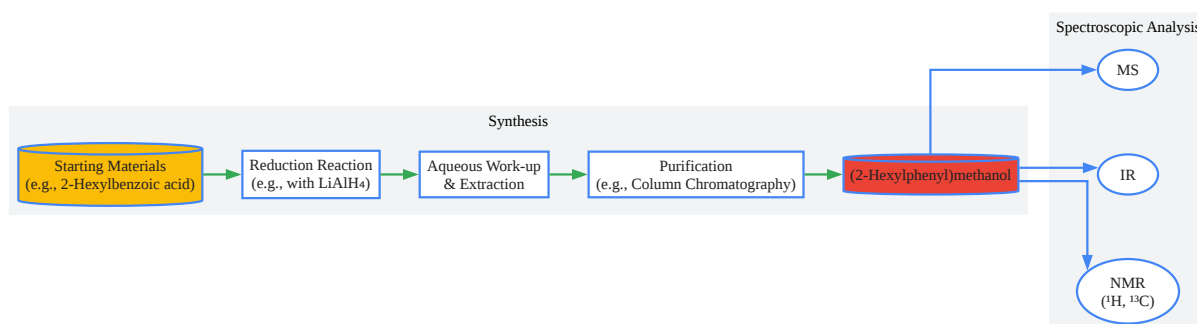 Spectroscopic Analysis
MS
Synthesis
Starting Materials
(e.g., 2-Hexylbenzoic acid)
Reduction Reaction
(e.g., with LiAlH₄)
Aqueous Work-up
& Extraction
Purification
(e.g., Column Chromatography)
(2-Hexylphenyl)methanol
IR
NMR
(¹H, ¹³C)